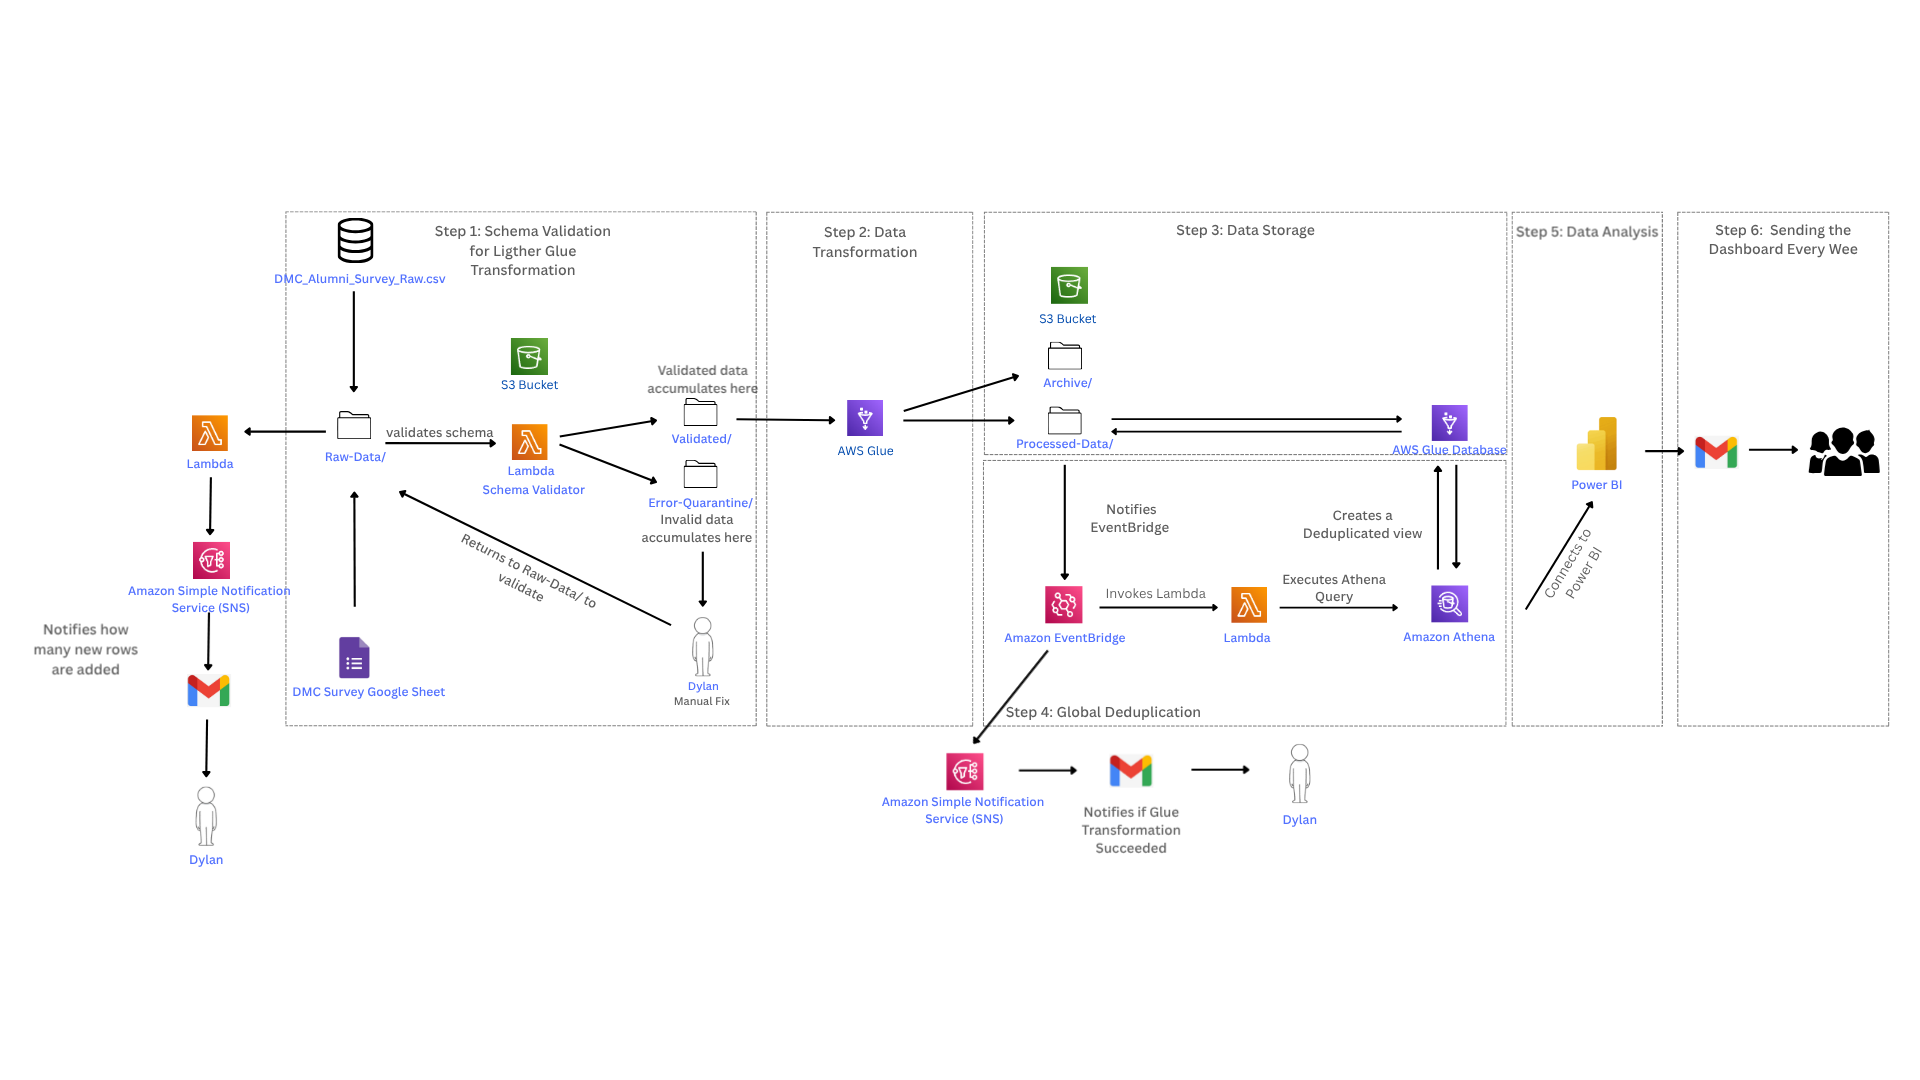 Step 1: Schema Validation
for Ligther Glue
Transformation
DMC_Alumni_Survey_Raw.csv
S3 Bucket
Validated data
accumulates here
validates schema
Validated/
Raw-Data/
Lambda
Schema Validator
Error-Quarantine/
Invalid data
accumulates here
Returns to Raw-Data/ to
validate
DMC Survey Google Sheet
Dylan
Manual Fix
Lambda
Amazon Simple Notification
Service (SNS)
Notifies how
many new rows
are added
Dylan
Step 2: Data
Transformation
AWS Glue
Step 3: Data Storage
S3 Bucket
Archive/
Processed-Data/
AWS Glue Database
Notifies
EventBridge
Creates a
Deduplicated view
Invokes Lambda
Executes Athena
Query
Amazon EventBridge
Lambda
Amazon Athena
Step 4: Global Deduplication
Amazon Simple Notification
Service (SNS)
Notifies if Glue
Transformation
Succeeded
Dylan
Step 5: Data Analysis
Power BI
Connects to
Power BI
Step 6: Sending the
Dashboard Every Wee